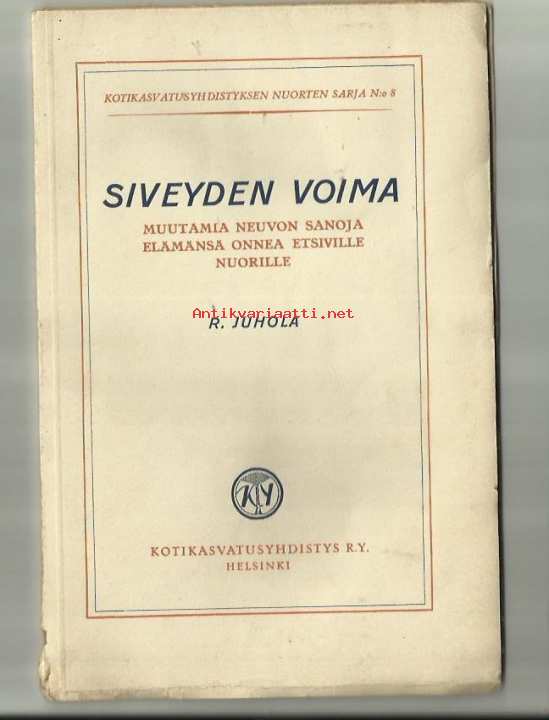 KOTIKASVATUSYHDISTYKSEN NUORTEN SARJA N:o 8
SIVEYDEN VOIMA
MUUTAMIA NEUVON SANOJA
ELÄMÄNSÄ ONNEA ETSIVILLE
NUORILLE
Antikvariaatti.net
R. JUHOLA
KY
KOTIKASVATUSYHDISTYS R.Y.
HELSINKI